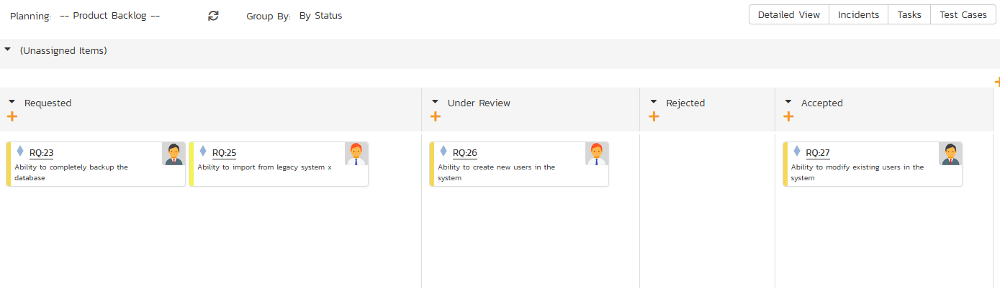 Planning: -- Product Backlog -- Group By: By Status Detailed View Incidents Tasks Test Cases
(Unassigned Items)
Requested Under Review Rejected Accepted
RQ:23
Ability to completely backup the
database
RQ:25
Ability to import from legacy system x
RQ:26
Ability to create new users in the
system
RQ:27
Ability to modify existing users in the
system